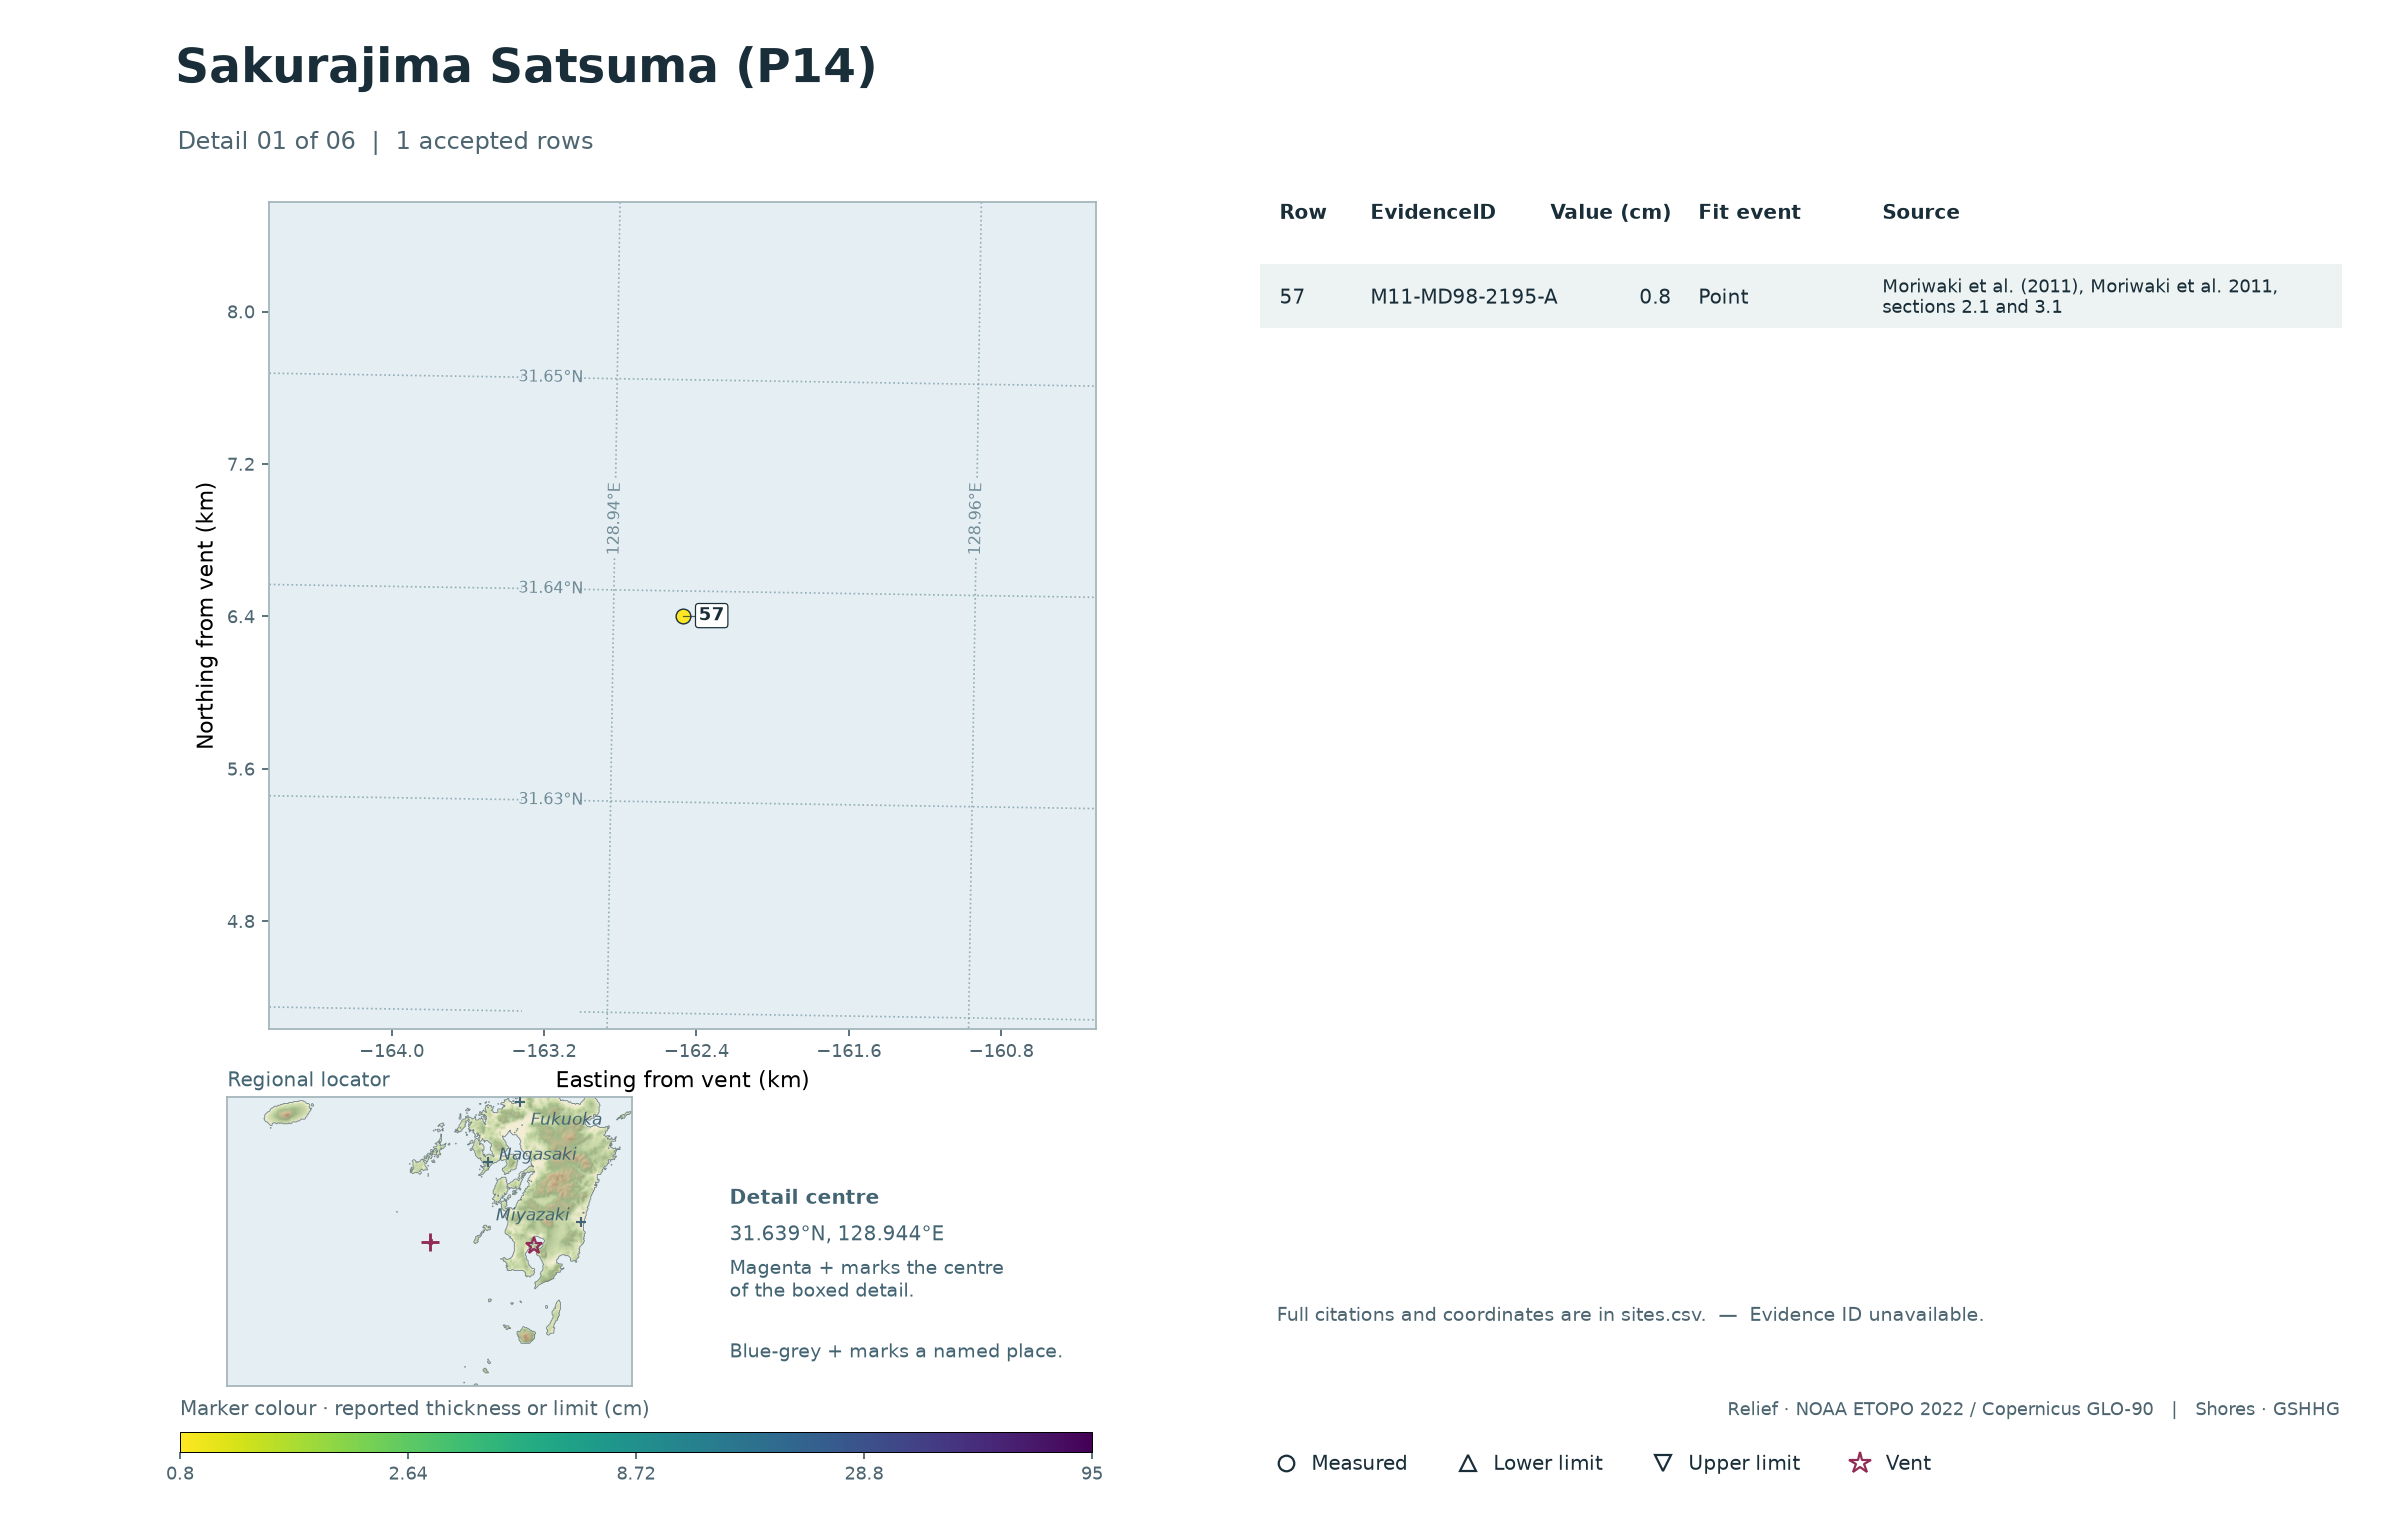 Sakurajima Satsuma (P14)
Detail 01 of 06 | 1 accepted rows
Northing from vent (km)
8.0
7.2
6.4
5.6
4.8
31.65°N
31.64°N
31.63°N
128.94°E
128.96°E
57
−164.0
−163.2
−162.4
−161.6
−160.8
Easting from vent (km)
Row EvidenceID Value (cm) Fit event Source
57 M11-MD98-2195-A 0.8 Point Moriwaki et al. (2011), Moriwaki et al. 2011,
sections 2.1 and 3.1
Regional locator
Fukuoka
Nagasaki
Miyazaki
Detail centre
31.639°N, 128.944°E
Magenta + marks the centre
of the boxed detail.
Blue-grey + marks a named place.
Full citations and coordinates are in sites.csv. — Evidence ID unavailable.
Marker colour · reported thickness or limit (cm)
0.8 2.64 8.72 28.8 95
Relief · NOAA ETOPO 2022 / Copernicus GLO-90 | Shores · GSHHG
Measured Lower limit Upper limit Vent